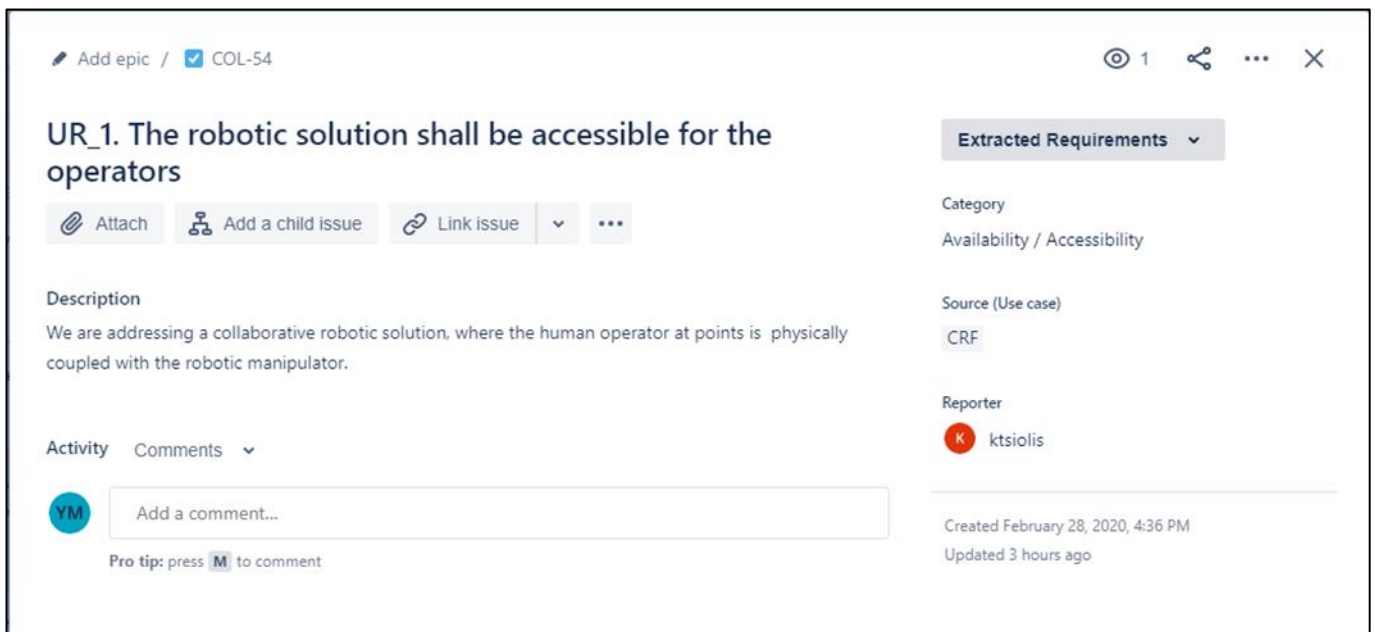 Add epic / COL-54
1
UR_1. The robotic solution shall be accessible for the
operators
Attach
Add a child issue
Link issue
Description
We are addressing a collaborative robotic solution, where the human operator at points is physically
coupled with the robotic manipulator.
Activity
Comments
YM
Add a comment...
Pro tip: press M to comment
Extracted Requirements
Category
Availability / Accessibility
Source (Use case)
CRF
Reporter
K
ktsiolis
Created February 28, 2020, 4:36 PM
Updated 3 hours ago